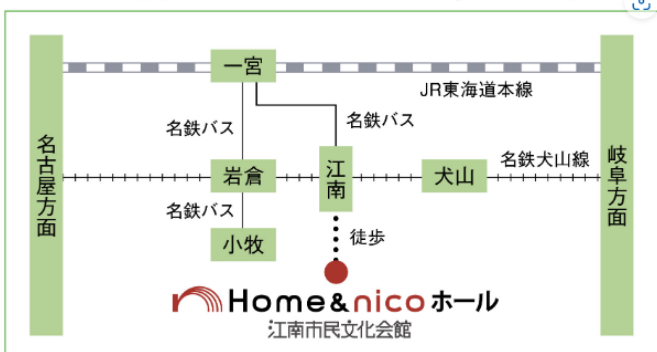 一宮
JR東海道本線
名鉄バス
名鉄バス
名古屋方面
岩倉
江南
犬山
名鉄犬山線
岐阜方面
名鉄バス
小牧
徒歩
Home&nicoホール
江南市民文化会館